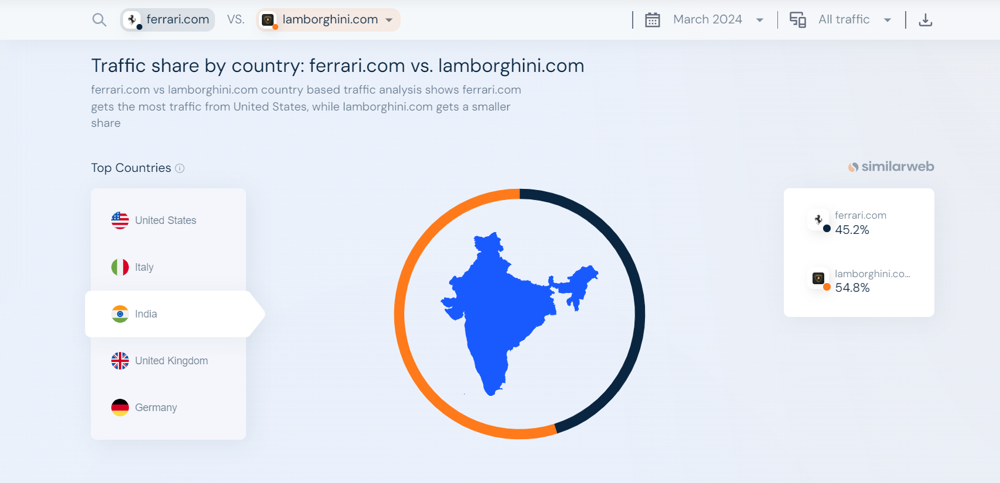 ferrari.com VS. lamborghini.com March 2024 All traffic
Traffic share by country: ferrari.com vs. lamborghini.com
ferrari.com vs lamborghini.com country based traffic analysis shows ferrari.com
gets the most traffic from United States, while lamborghini.com gets a smaller
share
Top Countries
similarweb
United States
Italy
India
United Kingdom
Germany
ferrari.com
45.2%
lamborghini.co...
54.8%